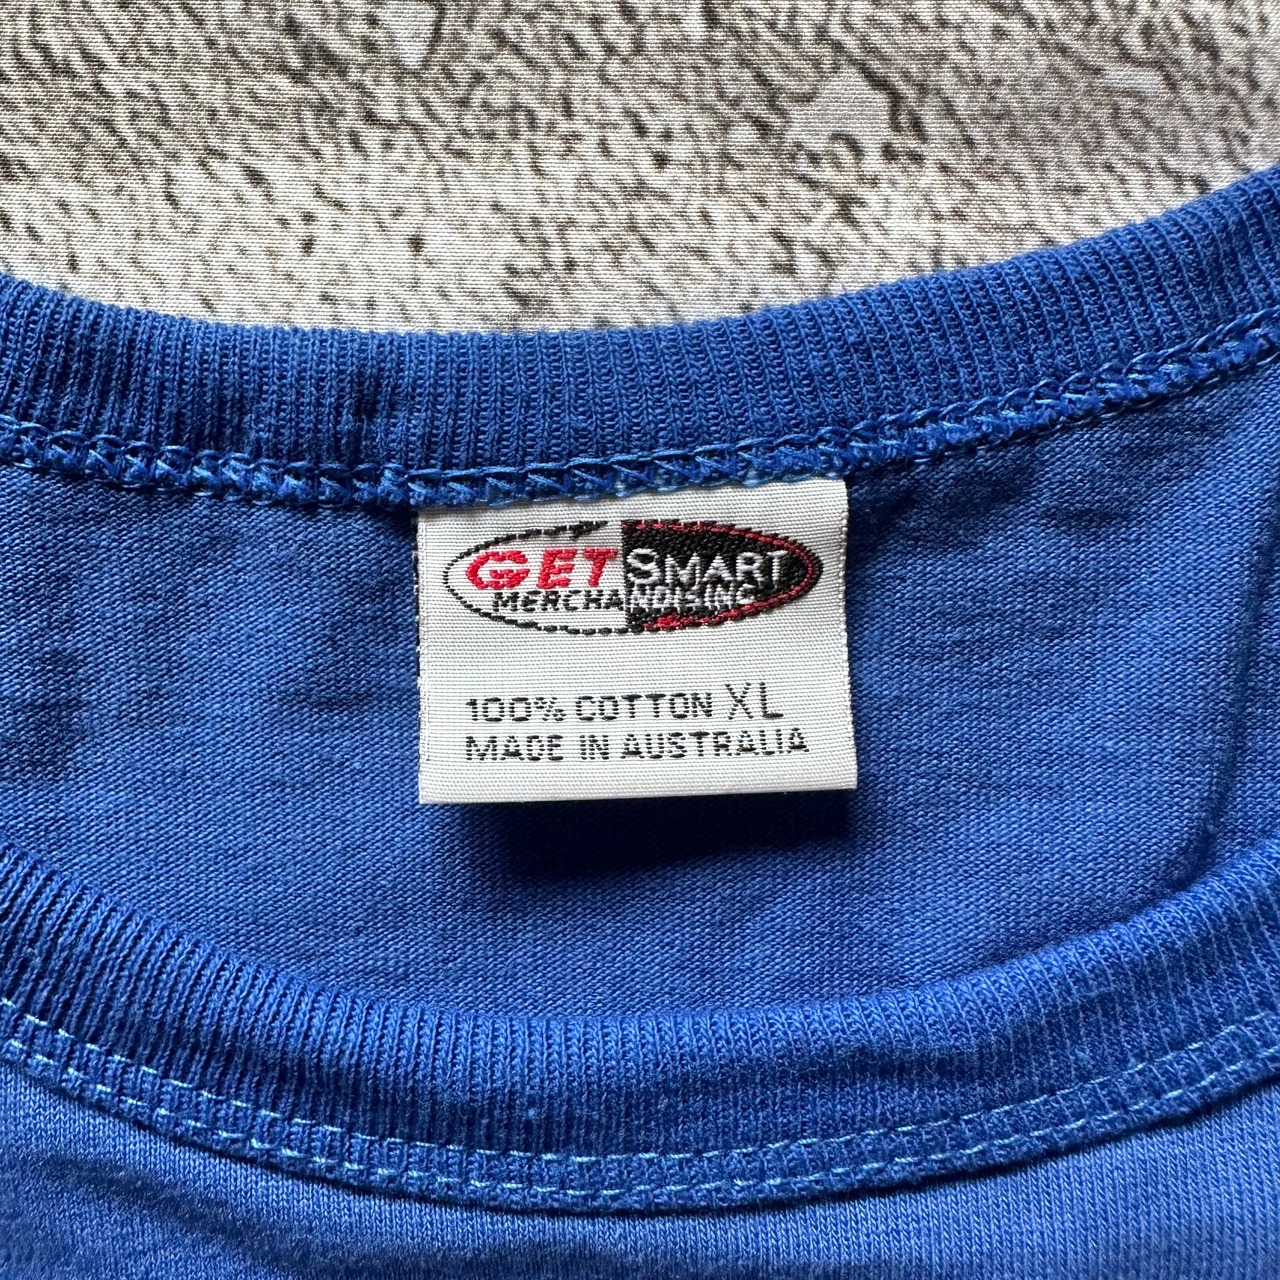 GET SMART
MERCHANDISING
100% COTTON XL
MADE IN AUSTRALIA